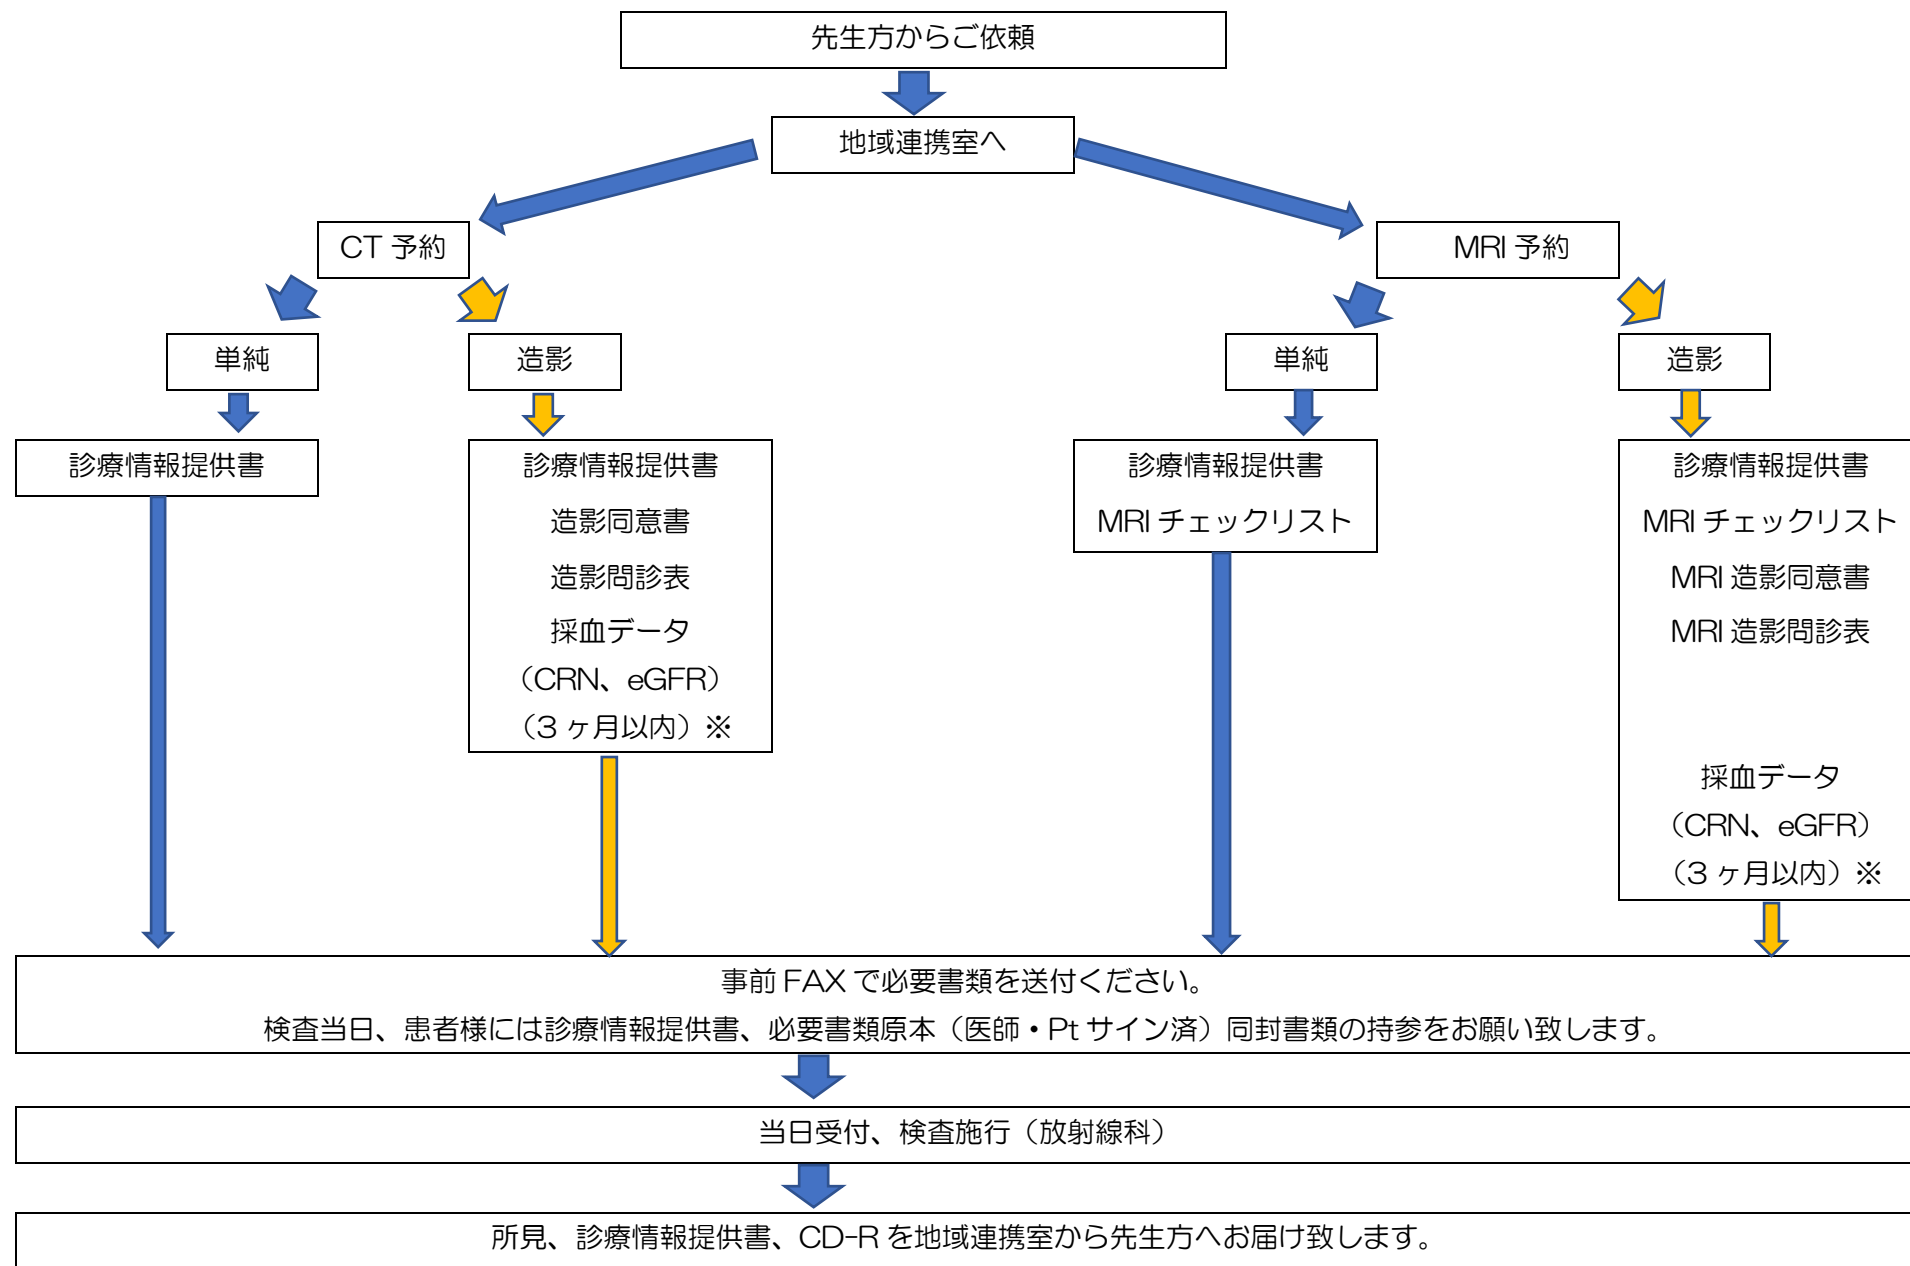 先生方からご依頼
地域連携室へ
CT 予約
MRI 予約
単純
造影
単純
造影
診療情報提供書
診療情報提供書
造影同意書
造影問診表
採血データ
（CRN、eGFR）
（3 ヶ月以内）※
診療情報提供書
MRI チェックリスト
診療情報提供書
MRI チェックリスト
MRI 造影同意書
MRI 造影問診表
採血データ
（CRN、eGFR）
（3 ヶ月以内）※
事前 FAX で必要書類を送付ください。
検査当日、患者様には診療情報提供書、必要書類原本（医師・Pt サイン済）同封書類の持参をお願い致します。
当日受付、検査施行（放射線科）
所見、診療情報提供書、CD-R を地域連携室から先生方へお届け致します。